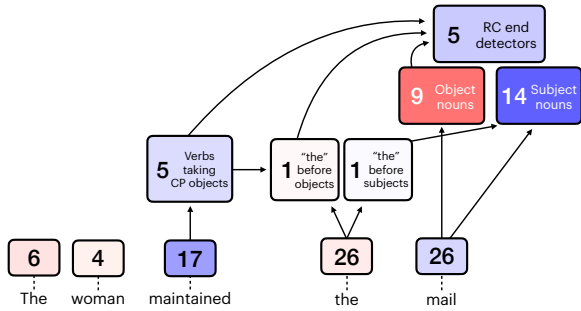 5 RC end
detectors
9 Object
nouns
14 Subject
nouns
5 Verbs
taking
CP objects
1 "the"
before
objects
1 "the"
before
subjects
6 4 17 26 26
The woman maintained the mail